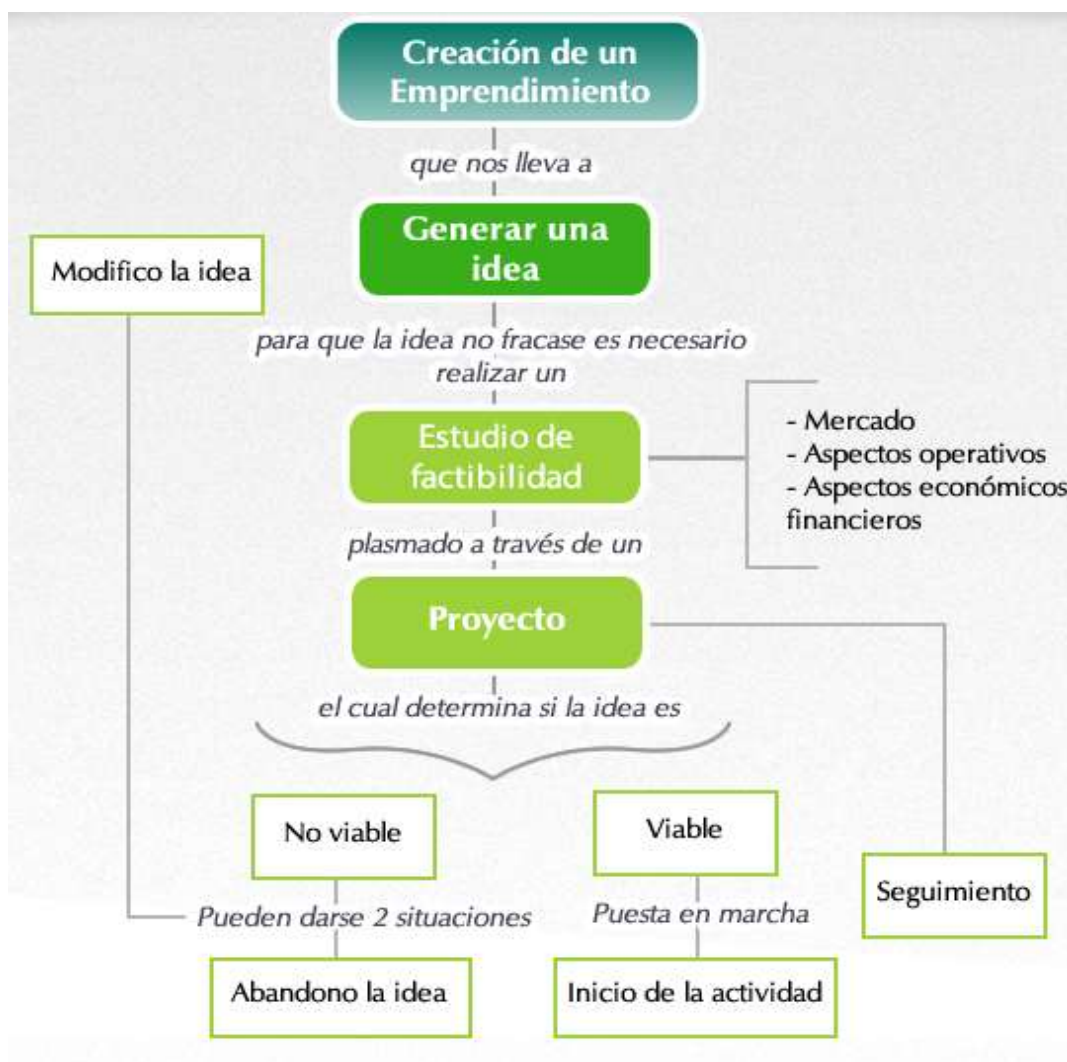 Creación de un
Emprendimiento
que nos lleva a
Generar una
idea
Modifico la idea
para que la idea no fracase es necesario
realizar un
Estudio de
factibilidad
- Mercado
- Aspectos operativos
- Aspectos económicos
financieros
plasmado a través de un
Proyecto
el cual determina si la idea es
No viable
Viable
Seguimiento
Pueden darse 2 situaciones
Puesta en marcha
Abandono la idea
Inicio de la actividad